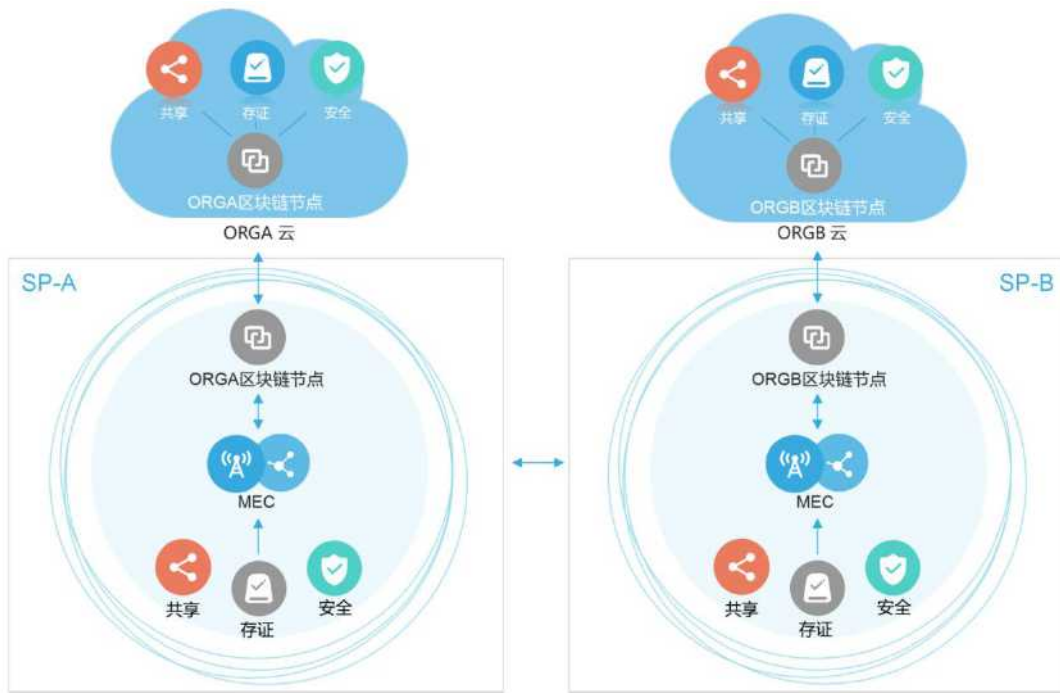 共享
存证
安全
ORGA区块链节点
ORGA 云
共享
存证
安全
ORGB区块链节点
ORGB 云
SP-A
ORGA区块链节点
MEC
共享
存证
安全
SP-B
ORGB区块链节点
MEC
共享
存证
安全